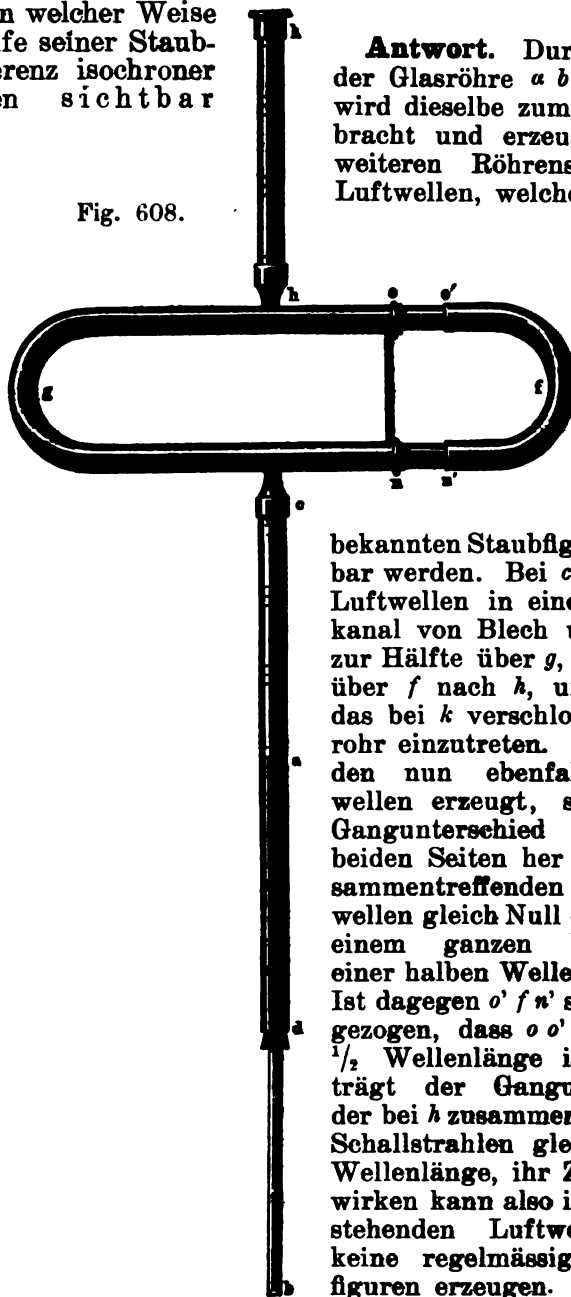 n welcher Weise
fe seiner Staub-
erenz isochroner
en sichtbar
Fig. 608.
Antwort. Dur
der Glasröhre a b
wird dieselbe zum
bracht und erzeu
weiteren Röhrens
Luftwellen, welche
k
h
o o'
g
f
n n'
c
a
d
b
bekannten Staubfig
bar werden. Bei c
Luftwellen in eine
kanal von Blech u
zur Hälfte über g,
über f nach h, u
das bei k verschlo
rohr einzutreten.
den nun ebenfa
wellen erzeugt, s
Gangunterschied
beiden Seiten her
sammentreffenden
wellen gleich Null
einem ganzen
einer halben Welle
Ist dagegen o' f n' s
gezogen, dass o o'
1/2 Wellenlänge i
trägt der Gangu
der bei h zusammen
Schallstrahlen gle
Wellenlänge, ihr Z
wirken kann also i
stehenden Luftwe
keine regelmässig
figuren erzeugen.